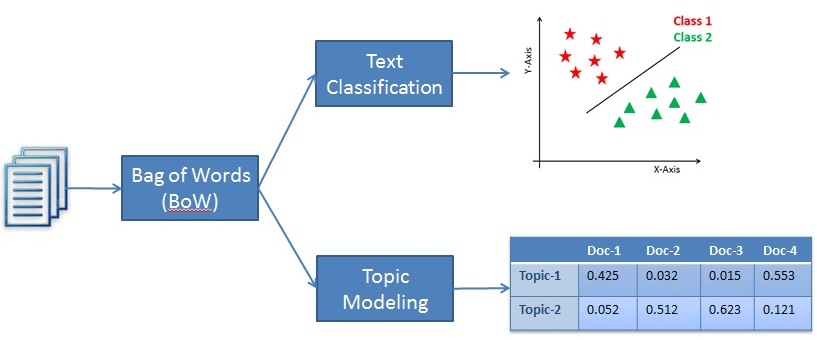 Bag of Words
(BoW)
Text
Classification
Topic
Modeling
Y-Axis
Class 1
Class 2
X-Axis
Doc-1 Doc-2 Doc-3 Doc-4
Topic-1 0.425 0.032 0.015 0.553
Topic-2 0.052 0.512 0.623 0.121